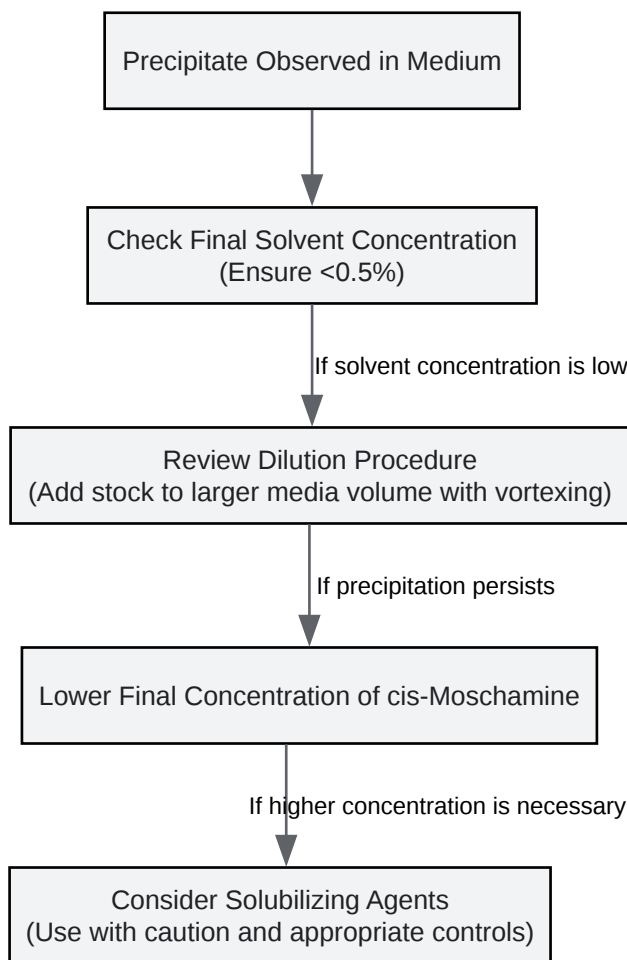 Precipitate Observed in Medium
Check Final Solvent Concentration
(Ensure <0.5%)
If solvent concentration is low
Review Dilution Procedure
(Add stock to larger media volume with vortexing)
If precipitation persists
Lower Final Concentration of cis-Moschamine
If higher concentration is necessary
Consider Solubilizing Agents
(Use with caution and appropriate controls)